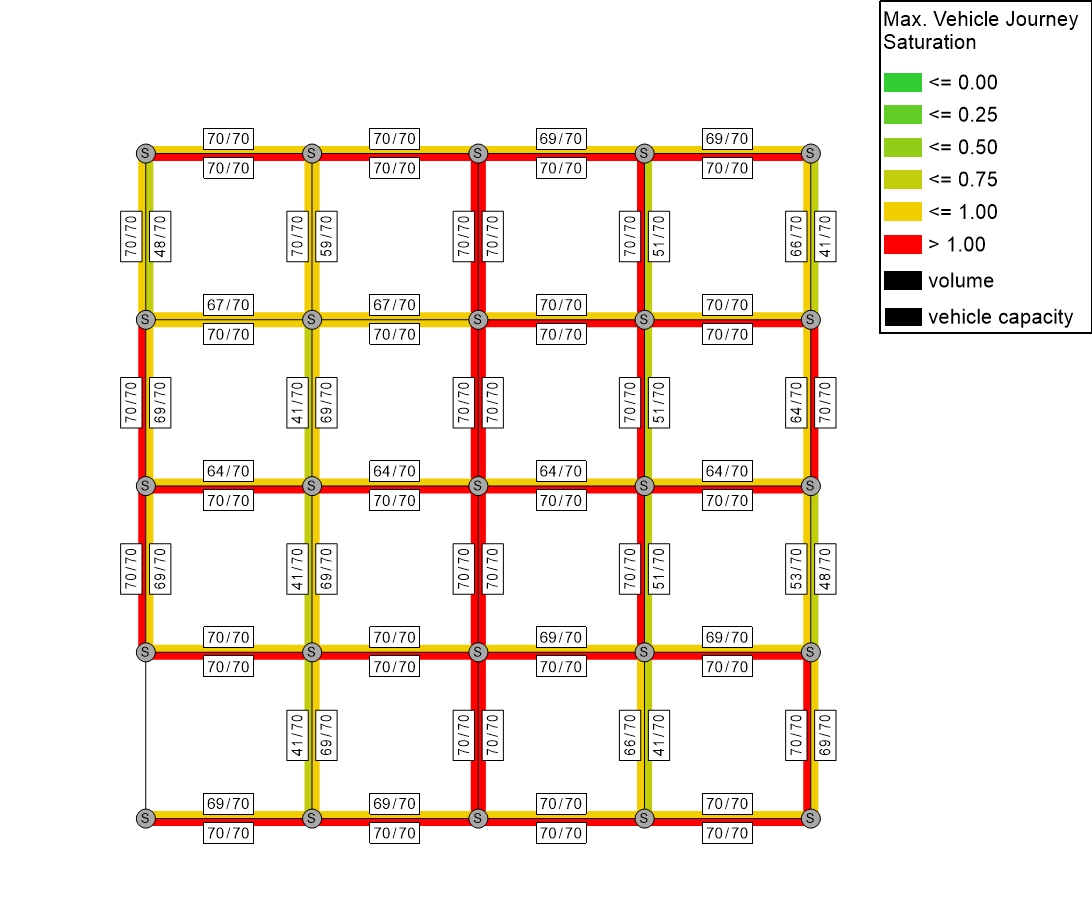 Max. Vehicle Journey
Saturation
<= 0.00
<= 0.25
<= 0.50
<= 0.75
<= 1.00
> 1.00
volume
vehicle capacity
70/70 70/70 69/70 69/70
S S S S S
70/70 70/70 70/70 70/70
70/70 48/70 70/70 59/70 70/70 70/70 70/70 51/70 66/70 41/70
67/70 67/70 70/70 70/70
S S S S S
70/70 70/70 70/70 70/70
70/70 69/70 41/70 69/70 70/70 70/70 70/70 51/70 64/70 70/70
64/70 64/70 64/70 64/70
S S S S S
70/70 70/70 70/70 70/70
70/70 69/70 41/70 69/70 70/70 70/70 70/70 51/70 53/70 48/70
70/70 70/70 69/70 69/70
S S S S S
70/70 70/70 70/70 70/70
41/70 69/70 70/70 70/70 66/70 41/70 70/70 69/70
69/70 69/70 70/70 70/70
S S S S S
70/70 70/70 70/70 70/70